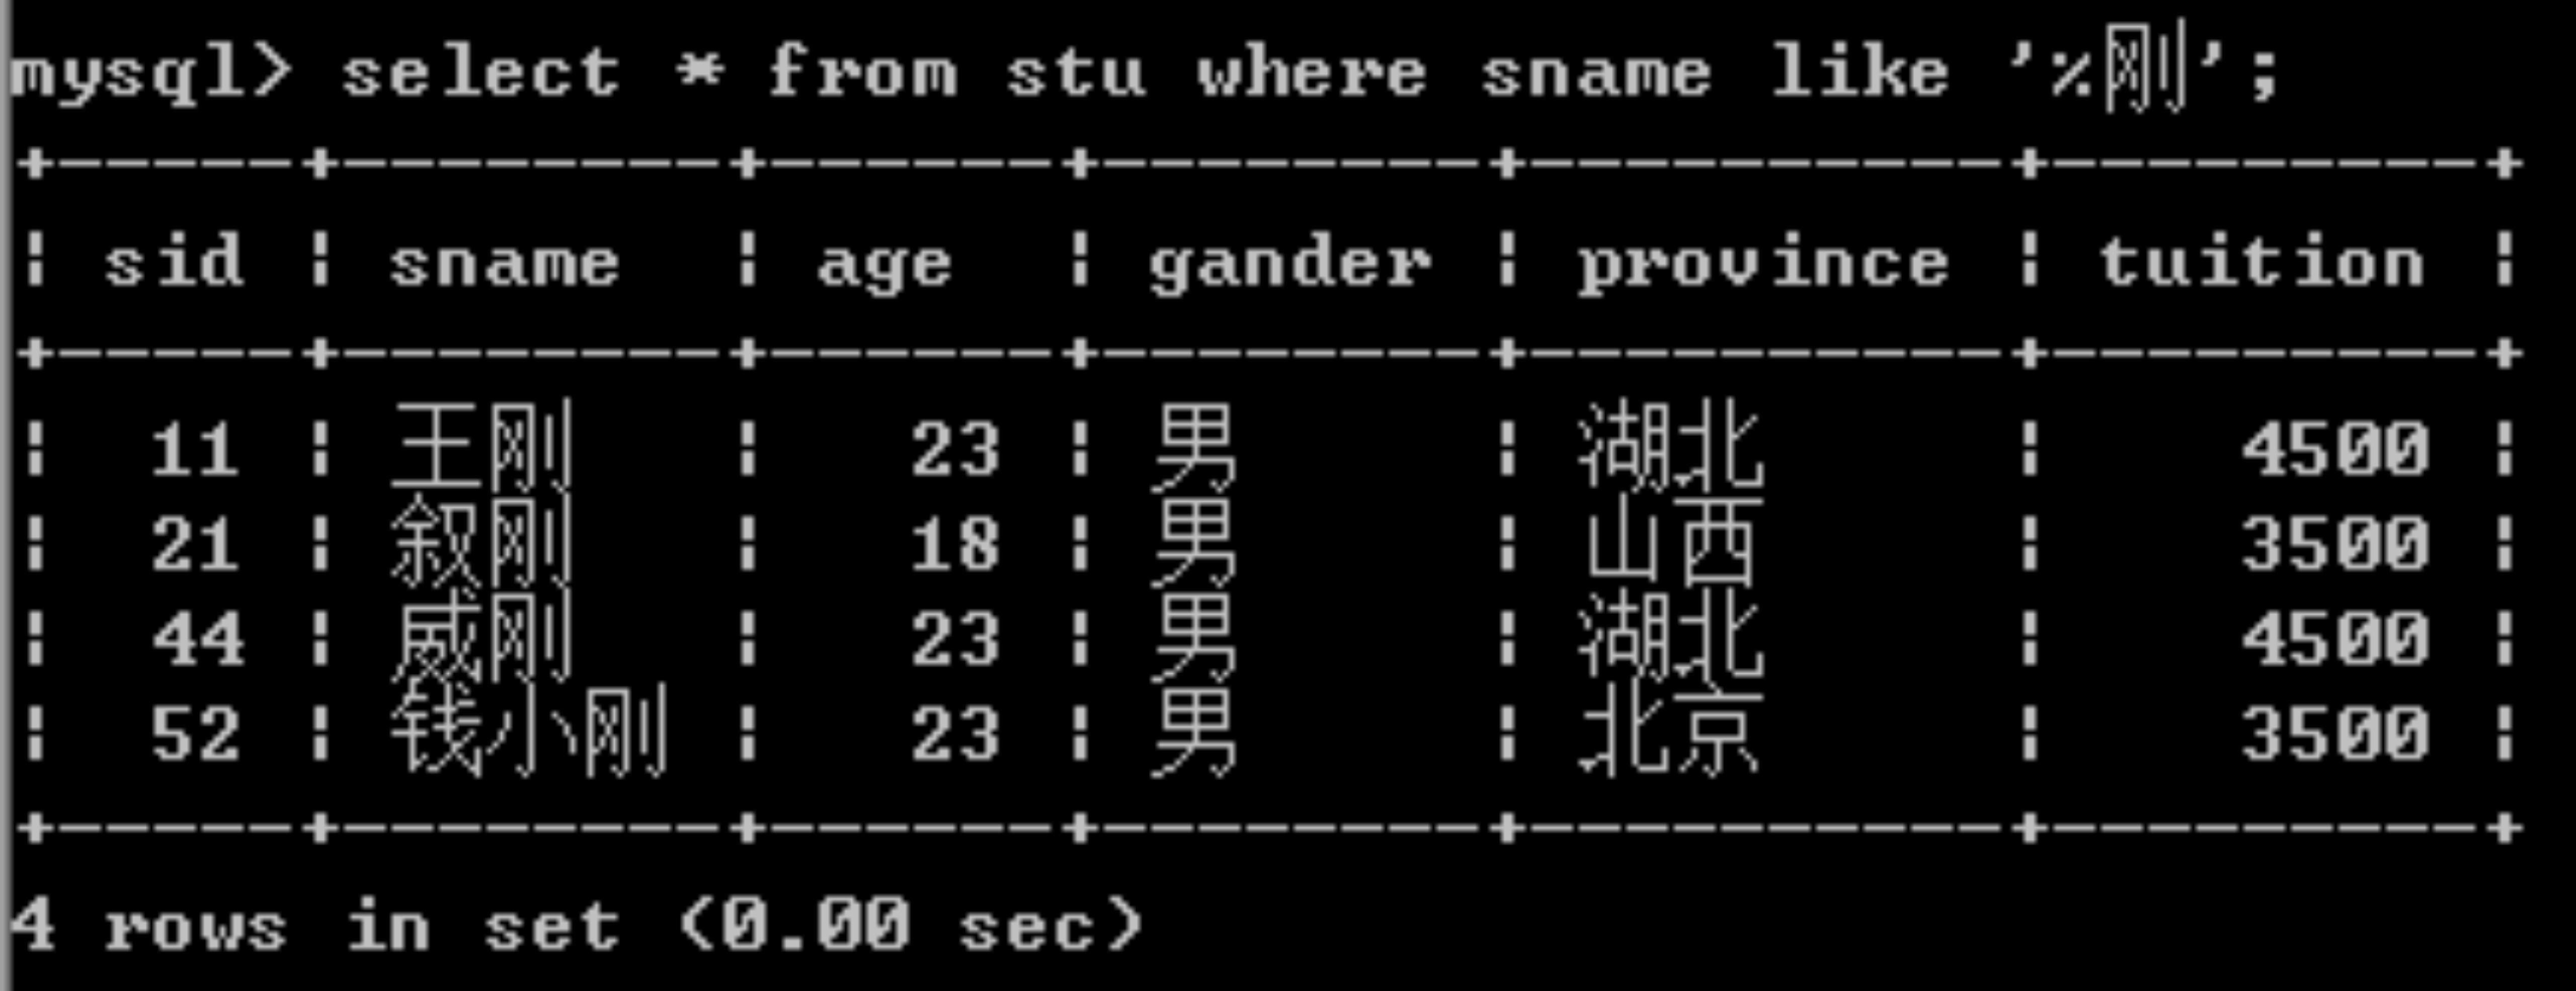 mysql> select * from stu where sname like '%刚';
+------+----------+-------+---------+------------+----------+
| sid | sname | age | gander | province | tuition |
+------+----------+-------+---------+------------+----------+
| 11 | 王刚 | 23 | 男 | 湖北 | 4500 |
| 21 | 叙刚 | 18 | 男 | 山西 | 3500 |
| 44 | 威刚 | 23 | 男 | 湖北 | 4500 |
| 52 | 钱小刚 | 23 | 男 | 北京 | 3500 |
+------+----------+-------+---------+------------+----------+
4 rows in set (0.00 sec)